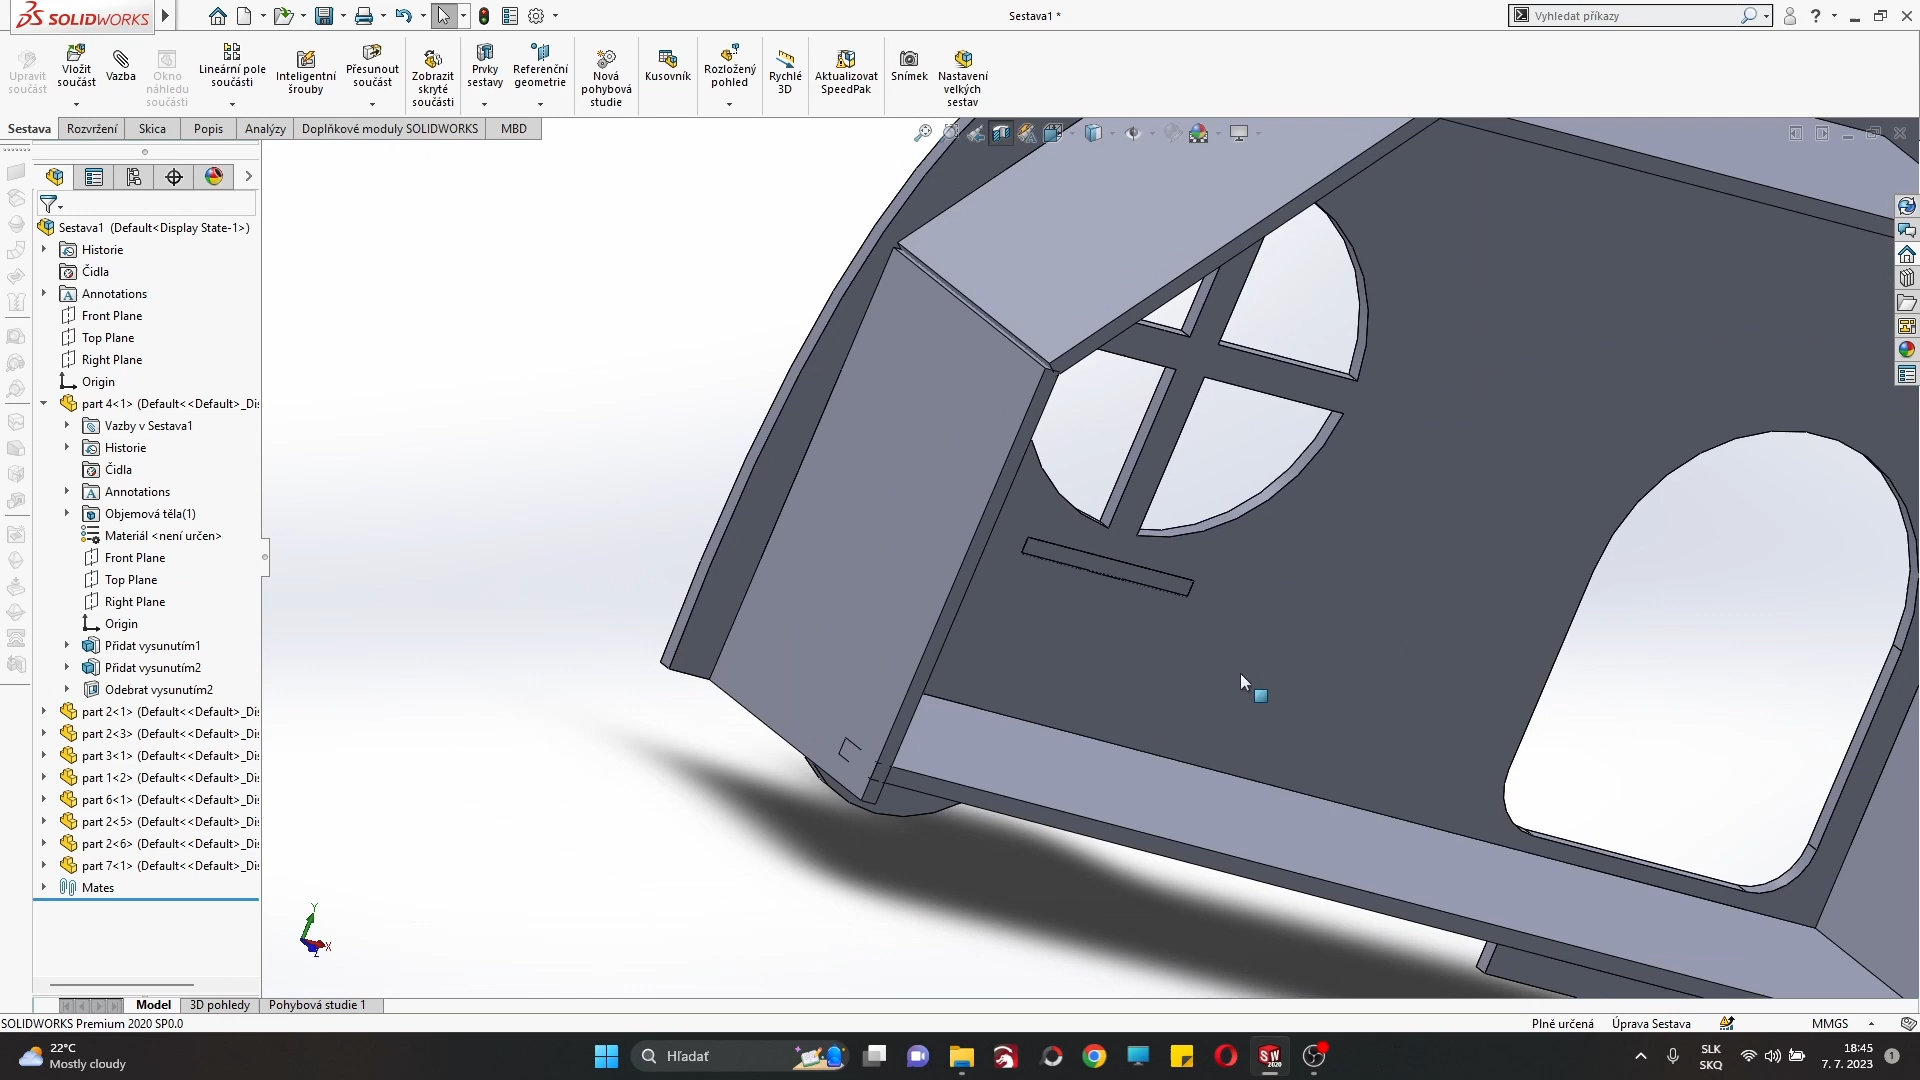 SOLIDWORKS
Sestava1 *
Vyhledat příkazy
Upravit součást
Vložit součást
Vazba
Okno náhledu součásti
Lineární pole součásti
Inteligentní šrouby
Přesunout součást
Zobrazit skryté součásti
Prvky sestavy
Referenční geometrie
Nová pohybová studie
Kusovník
Rozložený pohled
Rychlé 3D
Aktualizovat SpeedPak
Snímek
Nastavení velkých sestav
Sestava
Rozvržení
Skica
Popis
Analýzy
Doplňkové moduly SOLIDWORKS
MBD
Sestava1 (Default<Display State-1>)
Historie
Čidla
Annotations
Front Plane
Top Plane
Right Plane
Origin
part 4<1> (Default<<Default>_Di
Vazby v Sestava1
Historie
Čidla
Annotations
Objemová těla(1)
Materiál <není určen>
Front Plane
Top Plane
Right Plane
Origin
Přidat vysunutím1
Přidat vysunutím2
Odebrat vysunutím2
part 2<1> (Default<<Default>_Di
part 2<3> (Default<<Default>_Di
part 3<1> (Default<<Default>_Di
part 1<2> (Default<<Default>_Di
part 6<1> (Default<<Default>_Di
part 2<5> (Default<<Default>_Di
part 2<6> (Default<<Default>_Di
part 7<1> (Default<<Default>_Di
Mates
Y
X
Z
Model
3D pohledy
Pohybová studie 1
SOLIDWORKS Premium 2020 SP0.0
Plně určená
Úprava Sestava
MMGS
22°C
Mostly cloudy
Hľadať
SW
2020
SLK
SKQ
18:45
7. 7. 2023
1